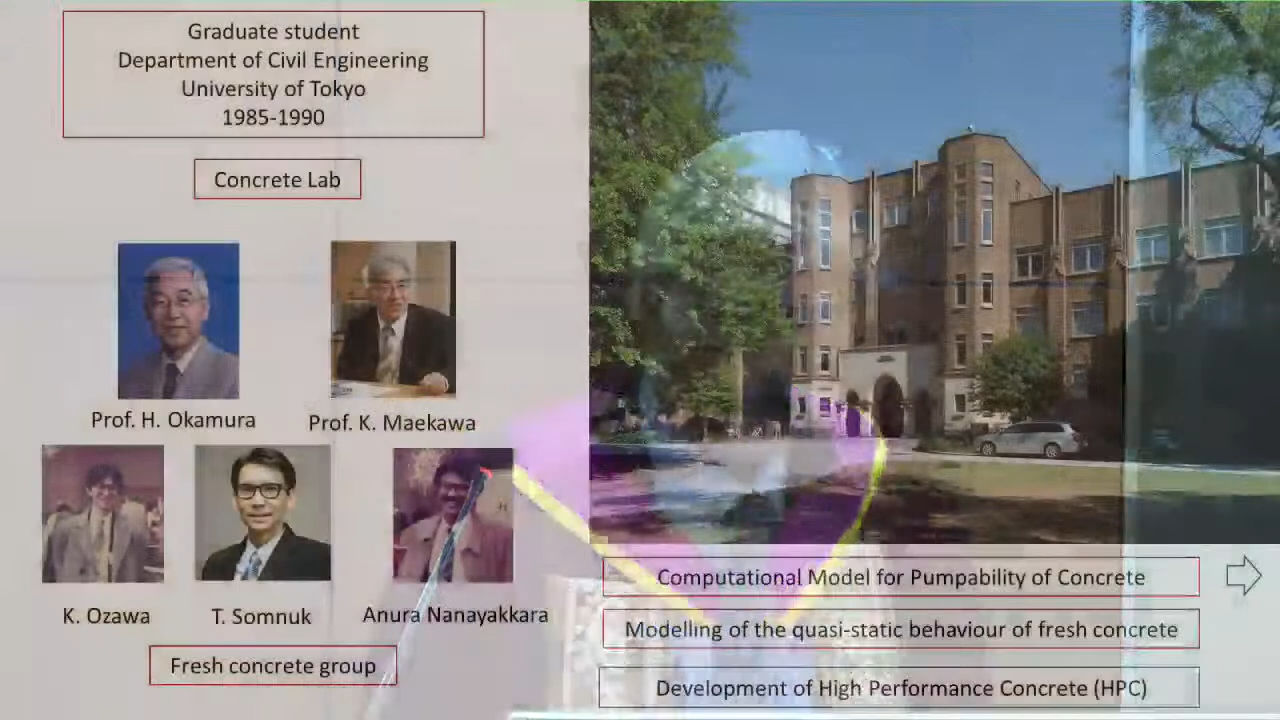 Graduate student
Department of Civil Engineering
University of Tokyo
1985-1990
Concrete Lab
Prof. H. Okamura
Prof. K. Maekawa
K. Ozawa
T. Somnuk
Anura Nanayakkara
Fresh concrete group
Computational Model for Pumpability of Concrete
Modelling of the quasi-static behaviour of fresh concrete
Development of High Performance Concrete (HPC)